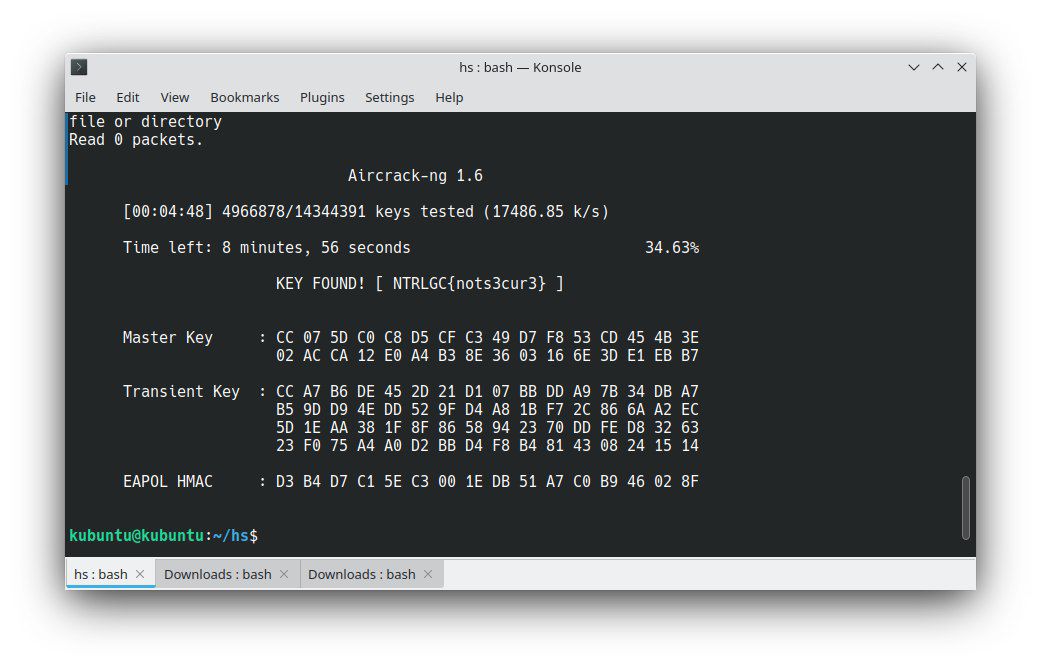 hs : bash — Konsole
File Edit View Bookmarks Plugins Settings Help
file or directory
Read 0 packets.
Aircrack-ng 1.6
[00:04:48] 4966878/14344391 keys tested (17486.85 k/s)
Time left: 8 minutes, 56 seconds 34.63%
KEY FOUND! [ NTRLGC{nots3cur3} ]
Master Key : CC 07 5D C0 C8 D5 CF C3 49 D7 F8 53 CD 45 4B 3E
02 AC CA 12 E0 A4 B3 8E 36 03 16 6E 3D E1 EB B7
Transient Key : CC A7 B6 DE 45 2D 21 D1 07 BB DD A9 7B 34 DB A7
B5 9D D9 4E DD 52 9F D4 A8 1B F7 2C 86 6A A2 EC
5D 1E AA 38 1F 8F 86 58 94 23 70 DD FE D8 32 63
23 F0 75 A4 A0 D2 BB D4 F8 B4 81 43 08 24 15 14
EAPOL HMAC : D3 B4 D7 C1 5E C3 00 1E DB 51 A7 C0 B9 46 02 8F
kubuntu@kubuntu:~/hs$
hs : bash Downloads : bash Downloads : bash